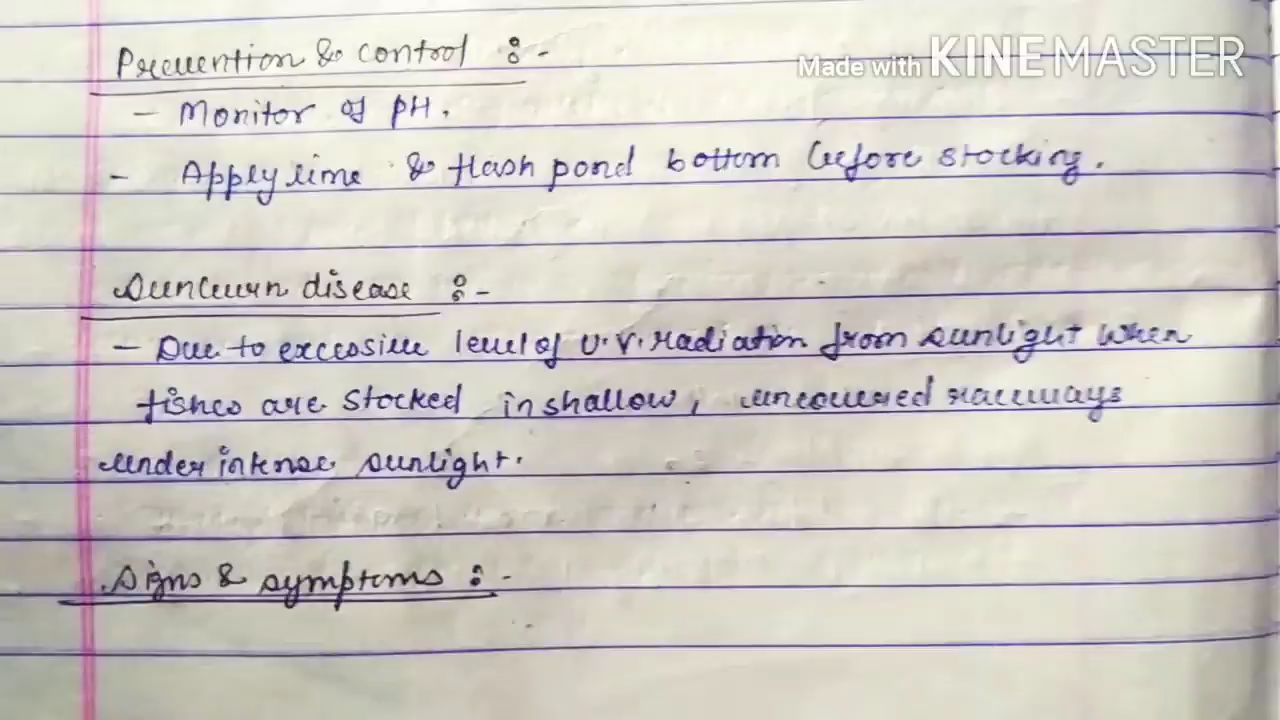 Prevention & control :-
Made with KINEMASTER
- Monitor of pH.
- Apply lime & flash pond bottom before stocking.
Sunburn disease :-
- Due to excessive level of U.V. radiation from sunlight when
fishes are stocked in shallow, uncovered raceways
under intense sunlight.
Signs & symptoms :-